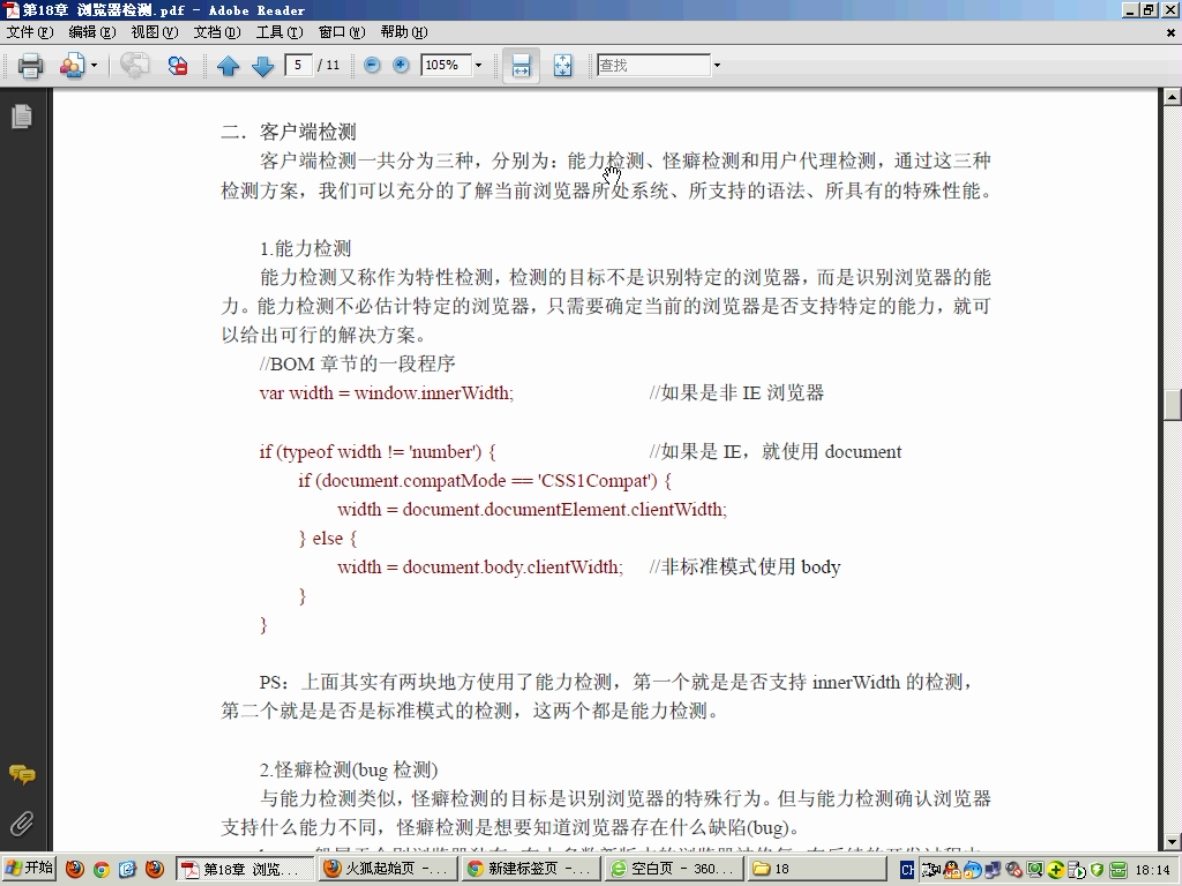 第18章 浏览器检测.pdf - Adobe Reader
文件(F) 编辑(E) 视图(V) 文档(D) 工具(T) 窗口(W) 帮助(H)
5 / 11 105% 查找
二．客户端检测
客户端检测一共分为三种，分别为：能力检测、怪癖检测和用户代理检测，通过这三种
检测方案，我们可以充分的了解当前浏览器所处系统、所支持的语法、所具有的特殊性能。
1.能力检测
能力检测又称作为特性检测，检测的目标不是识别特定的浏览器，而是识别浏览器的能
力。能力检测不必估计特定的浏览器，只需要确定当前的浏览器是否支持特定的能力，就可
以给出可行的解决方案。
//BOM 章节的一段程序
var width = window.innerWidth; //如果是非 IE 浏览器
if (typeof width != 'number') { //如果是 IE，就使用 document
if (document.compatMode == 'CSS1Compat') {
width = document.documentElement.clientWidth;
} else {
width = document.body.clientWidth; //非标准模式使用 body
}
}
PS：上面其实有两块地方使用了能力检测，第一个就是是否支持 innerWidth 的检测，
第二个就是是否是标准模式的检测，这两个都是能力检测。
2.怪癖检测(bug 检测)
与能力检测类似，怪癖检测的目标是识别浏览器的特殊行为。但与能力检测确认浏览器
支持什么能力不同，怪癖检测是想要知道浏览器存在什么缺陷(bug)。
开始 第18章 浏览... 火狐起始页 -... 新建标签页 -... 空白页 - 360... 18 CH 18:14